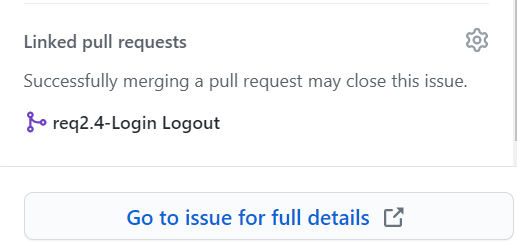 Linked pull requests
Successfully merging a pull request may close this issue.
req2.4-Login Logout
Go to issue for full details